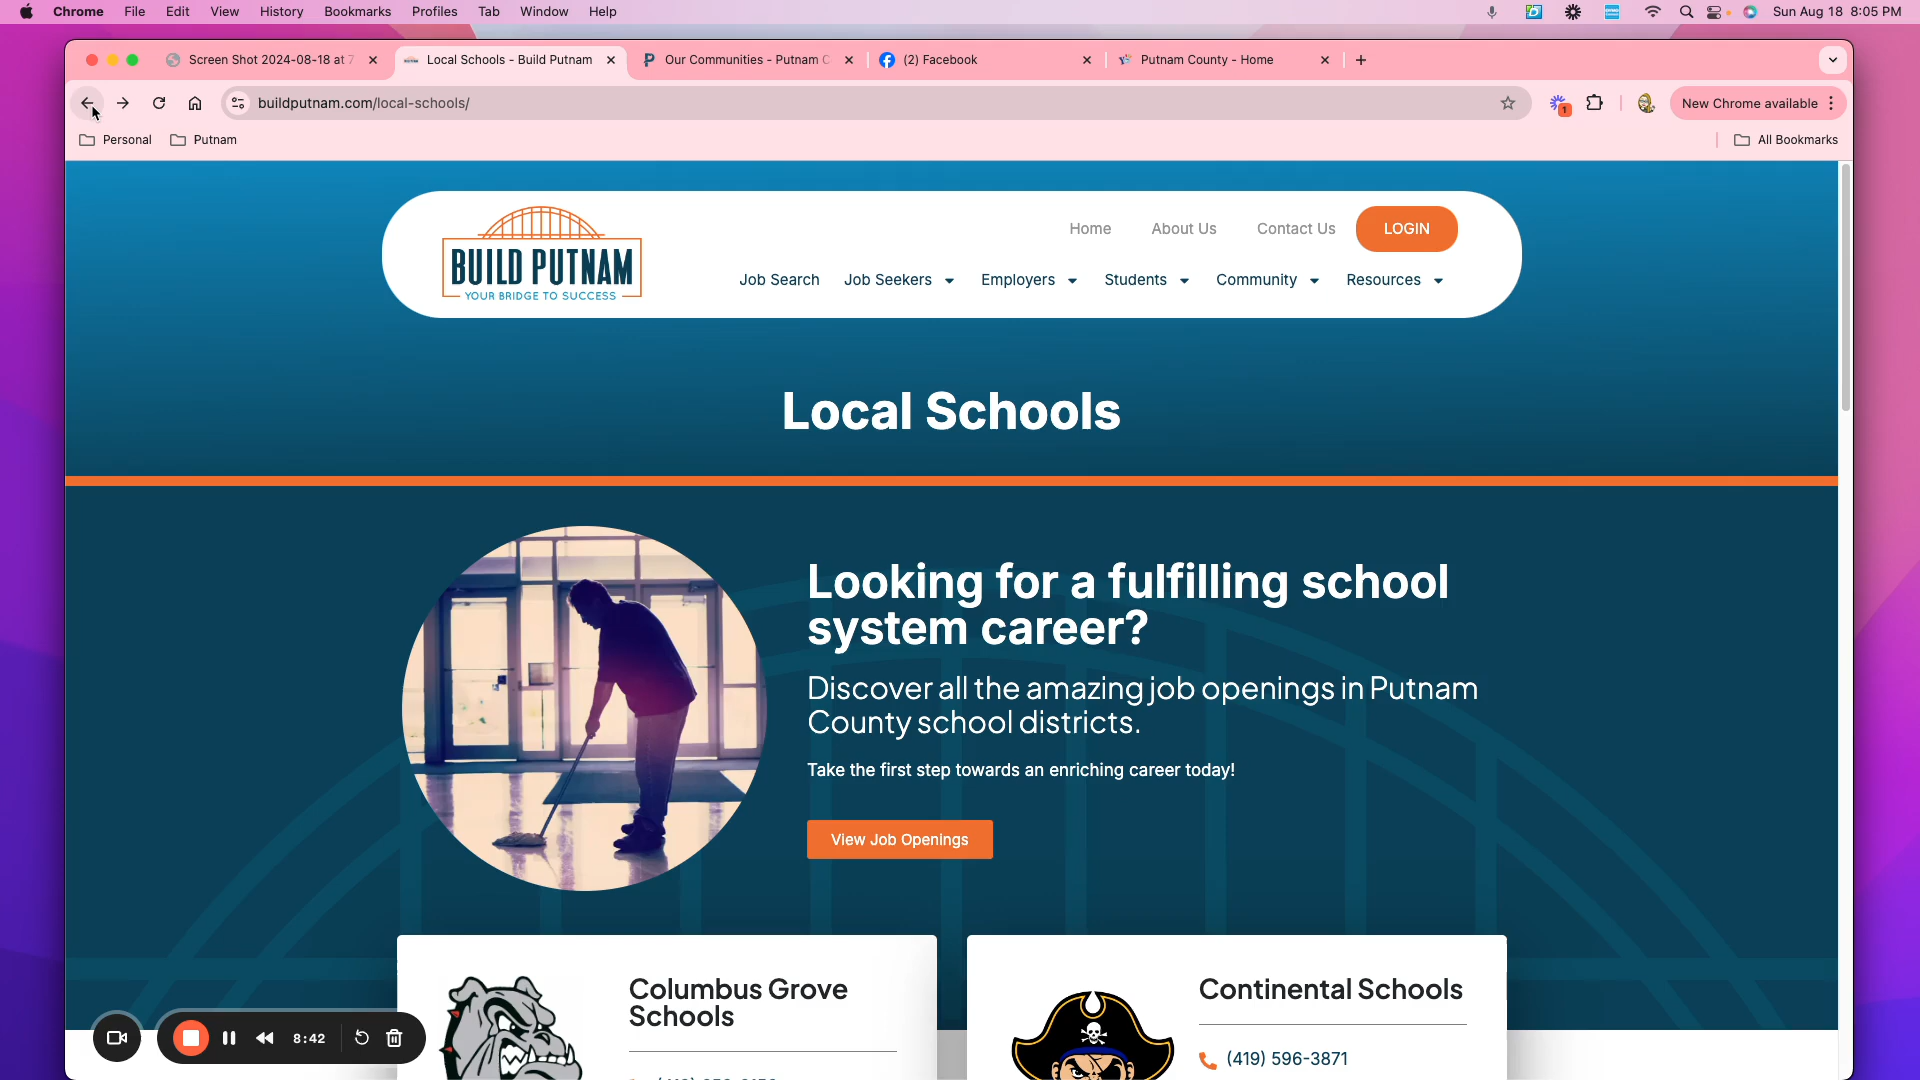 Chrome File Edit View History Bookmarks Profiles Tab Window Help Sun Aug 18 8:05 PM
Screen Shot 2024-08-18 at 7 Local Schools - Build Putnam Our Communities - Putnam C (2) Facebook Putnam County - Home
buildputnam.com/local-schools/ 1 New Chrome available
Personal Putnam All Bookmarks
Home About Us Contact Us LOGIN
BUILD PUTNAM
YOUR BRIDGE TO SUCCESS
Job Search Job Seekers Employers Students Community Resources
Local Schools
Looking for a fulfilling school
system career?
Discover all the amazing job openings in Putnam
County school districts.
Take the first step towards an enriching career today!
View Job Openings
Columbus Grove
Schools
Continental Schools
(419) 596-3871
8:42